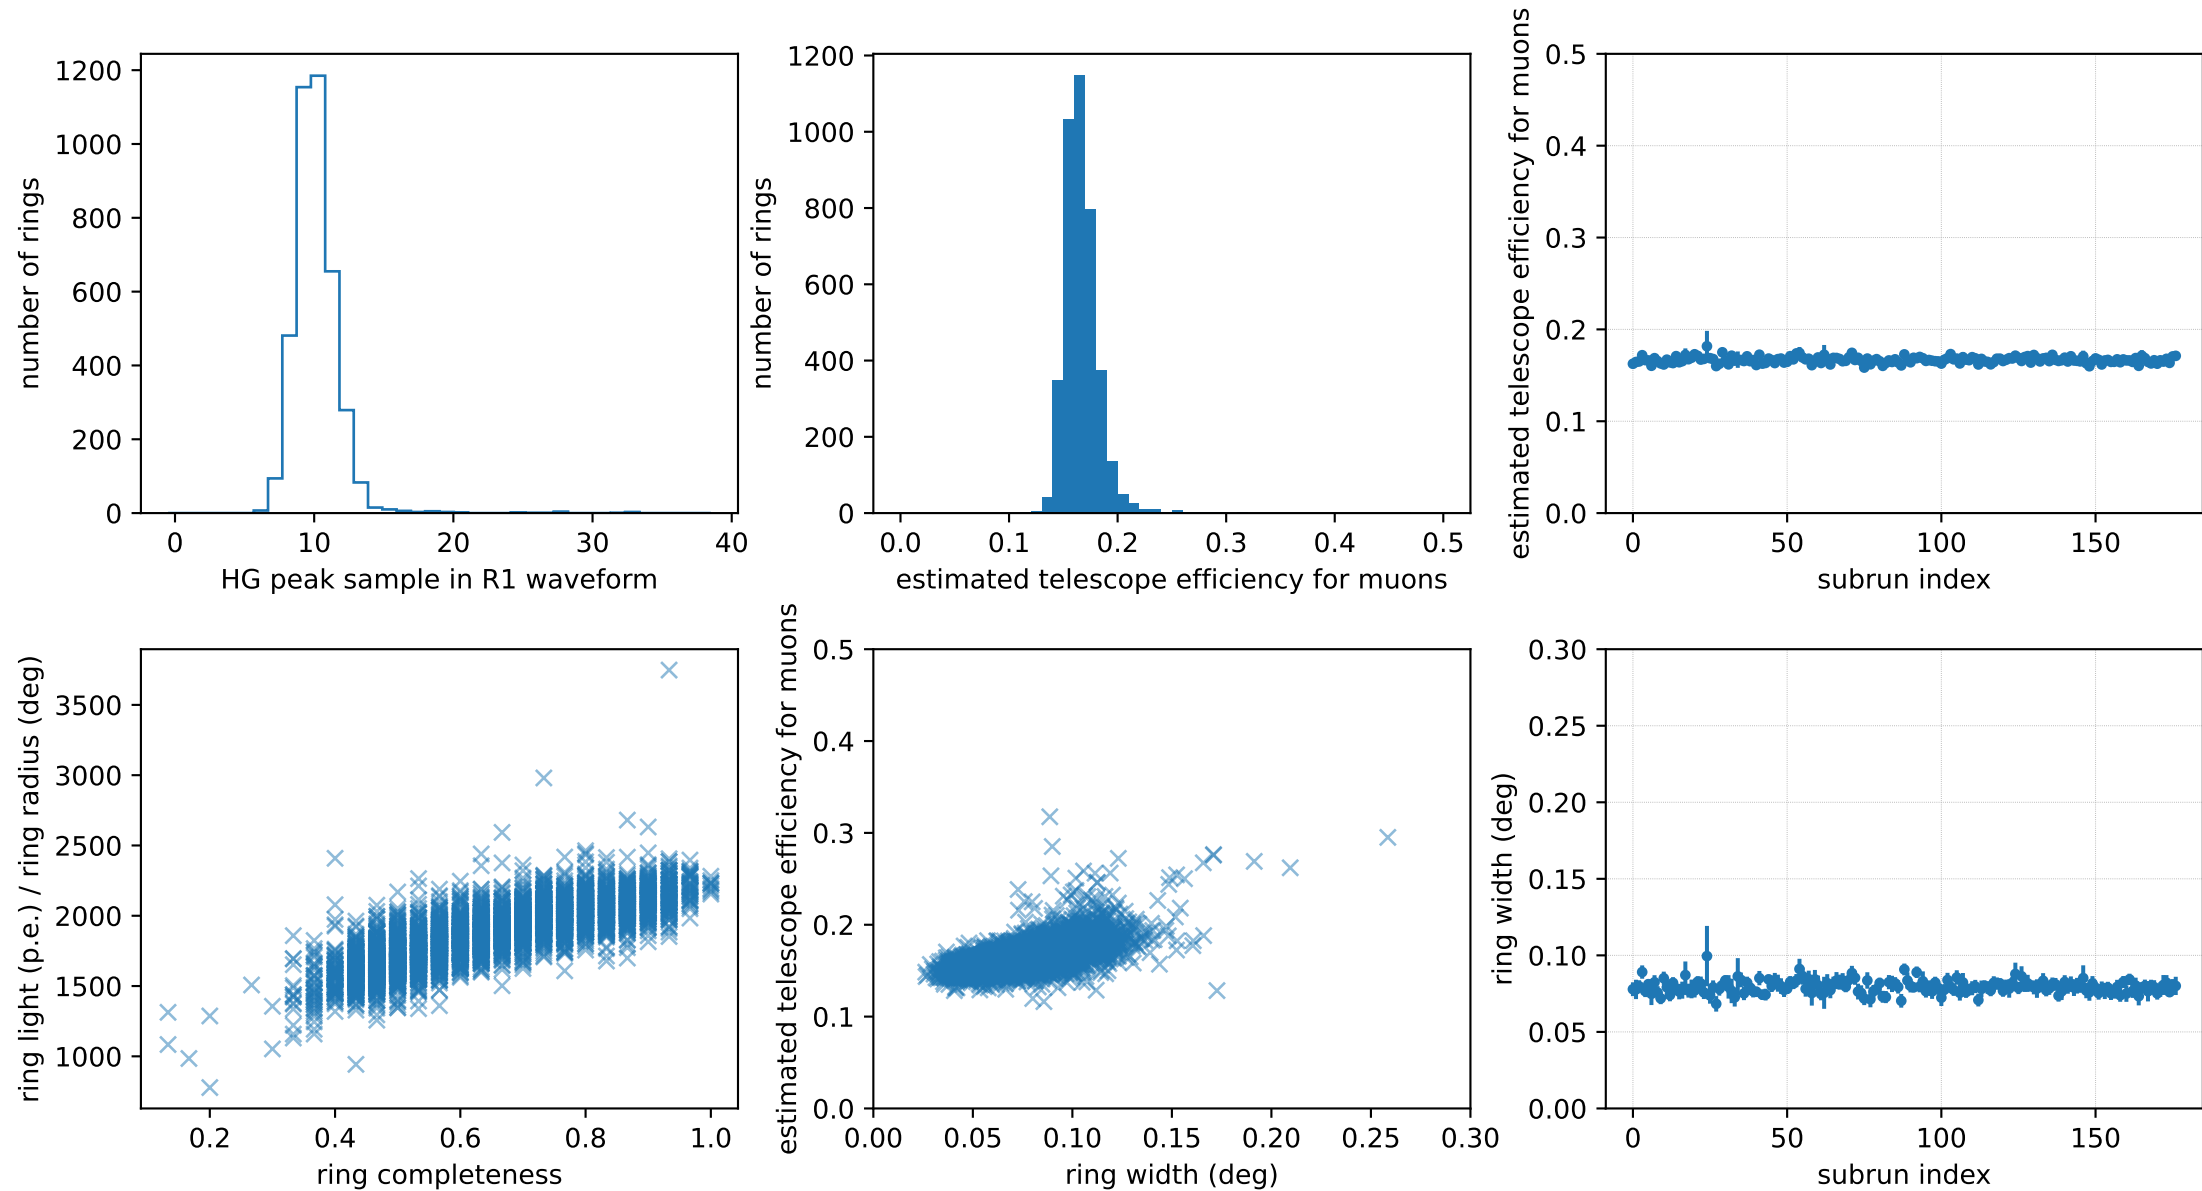 1200
1000
800
600
400
200
0
number of rings
0 10 20 30 40
HG peak sample in R1 waveform
1200
1000
800
600
400
200
0
number of rings
0.0 0.1 0.2 0.3 0.4 0.5
estimated telescope efficiency for muons
0.5
0.4
0.3
0.2
0.1
0.0
estimated telescope efficiency for muons
0 50 100 150
subrun index
3500
3000
2500
2000
1500
1000
ring light (p.e.) / ring radius (deg)
0.2 0.4 0.6 0.8 1.0
ring completeness
0.5
0.4
0.3
0.2
0.1
0.0
estimated telescope efficiency for muons
0.00 0.05 0.10 0.15 0.20 0.25 0.30
ring width (deg)
0.30
0.25
0.20
0.15
0.10
0.05
0.00
ring width (deg)
0 50 100 150
subrun index